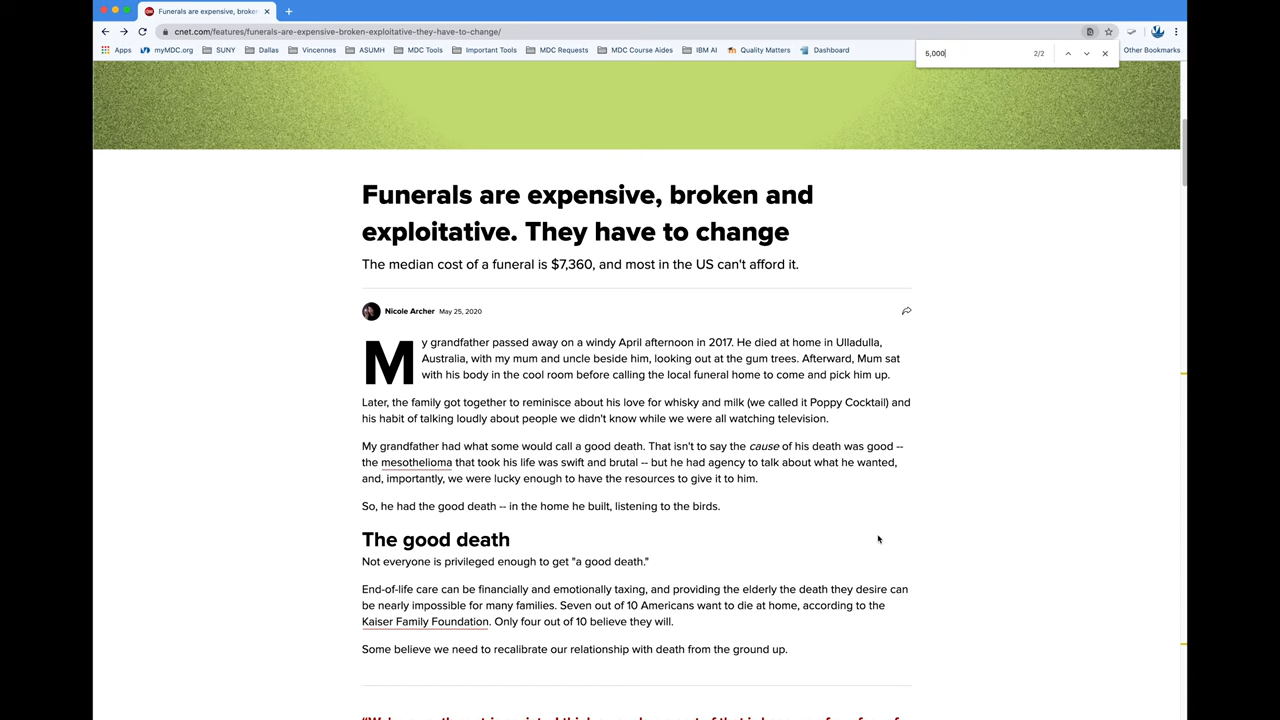 Funerals are expensive, broken
cnet.com/features/funerals-are-expensive-broken-exploitative-they-have-to-change/
Apps myMDC.org SUNY Dallas Vincennes ASUMH MDC Tools Important Tools MDC Requests MDC Course Aides IBM AI Quality Matters Dashboard Other Bookmarks
5,000 2/2
Funerals are expensive, broken and
exploitative. They have to change
The median cost of a funeral is $7,360, and most in the US can't afford it.
Nicole Archer May 25, 2020
My grandfather passed away on a windy April afternoon in 2017. He died at home in Ulladulla,
Australia, with my mum and uncle beside him, looking out at the gum trees. Afterward, Mum sat
with his body in the cool room before calling the local funeral home to come and pick him up.
Later, the family got together to reminisce about his love for whisky and milk (we called it Poppy Cocktail) and
his habit of talking loudly about people we didn't know while we were all watching television.
My grandfather had what some would call a good death. That isn't to say the cause of his death was good --
the mesothelioma that took his life was swift and brutal -- but he had agency to talk about what he wanted,
and, importantly, we were lucky enough to have the resources to give it to him.
So, he had the good death -- in the home he built, listening to the birds.
The good death
Not everyone is privileged enough to get "a good death."
End-of-life care can be financially and emotionally taxing, and providing the elderly the death they desire can
be nearly impossible for many families. Seven out of 10 Americans want to die at home, according to the
Kaiser Family Foundation. Only four out of 10 believe they will.
Some believe we need to recalibrate our relationship with death from the ground up.